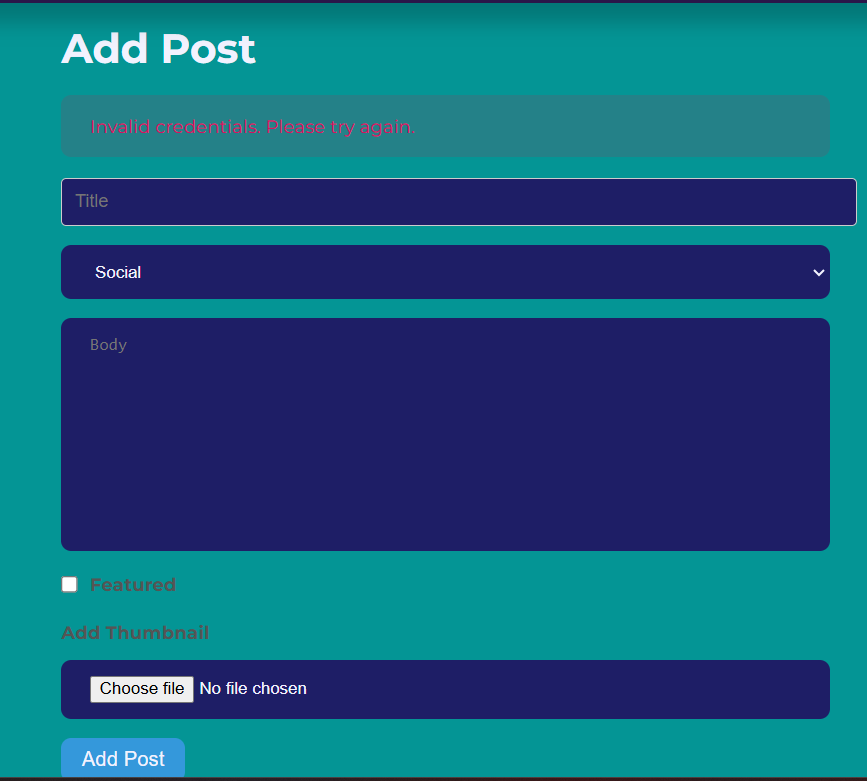 Add Post
Invalid credentials. Please try again.
Title
Social
Body
Featured
Add Thumbnail
Choose file No file chosen
Add Post